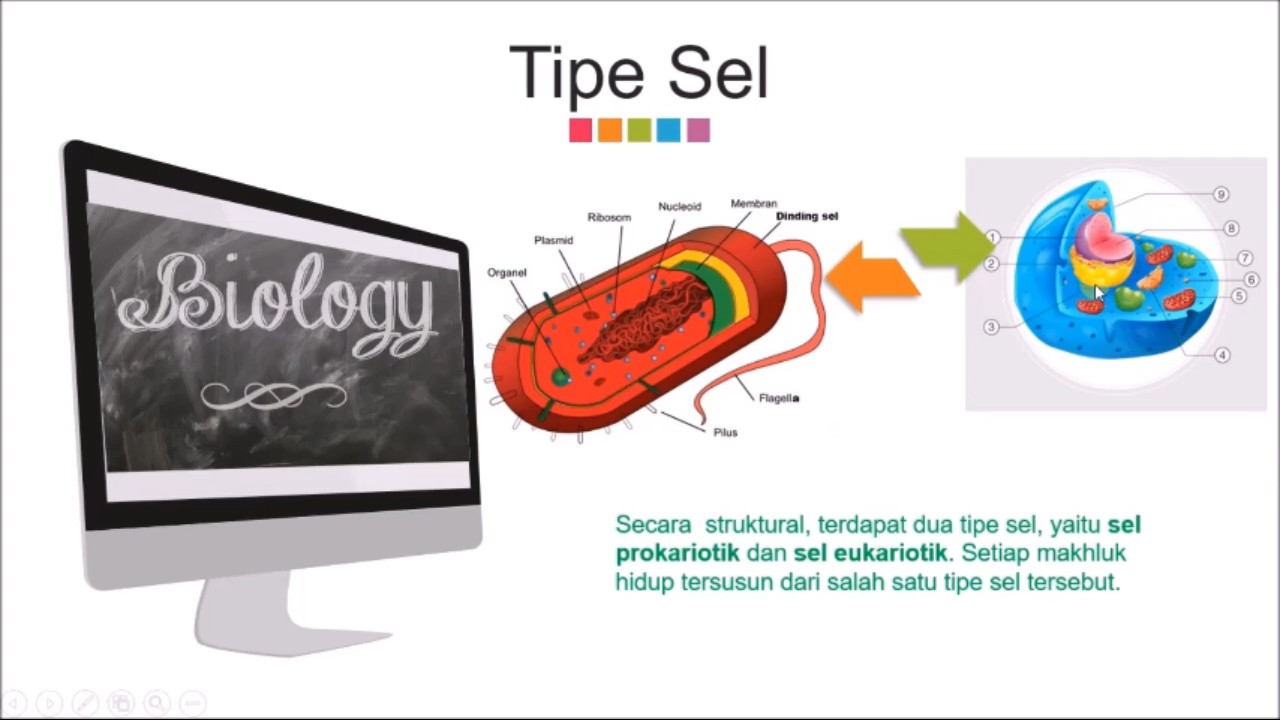 Tipe Sel
Biology
Organel
Plasmid
Ribosom
Nucleoid
Membran
Dinding sel
Flagella
Pilus
1
2
3
9
8
7
6
5
4
Secara struktural, terdapat dua tipe sel, yaitu sel
prokariotik dan sel eukariotik. Setiap makhluk
hidup tersusun dari salah satu tipe sel tersebut.